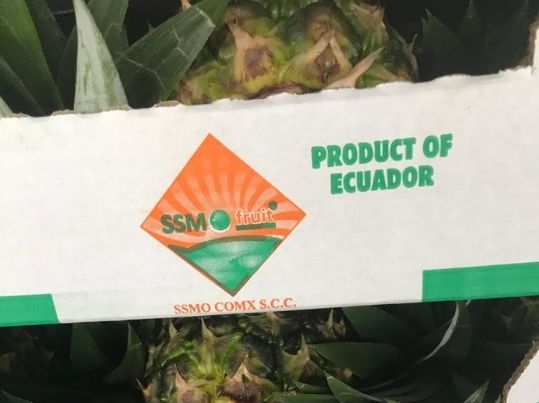 PRODUCT OF
ECUADOR
SSMO fruit
SSMO COMX S.C.C.